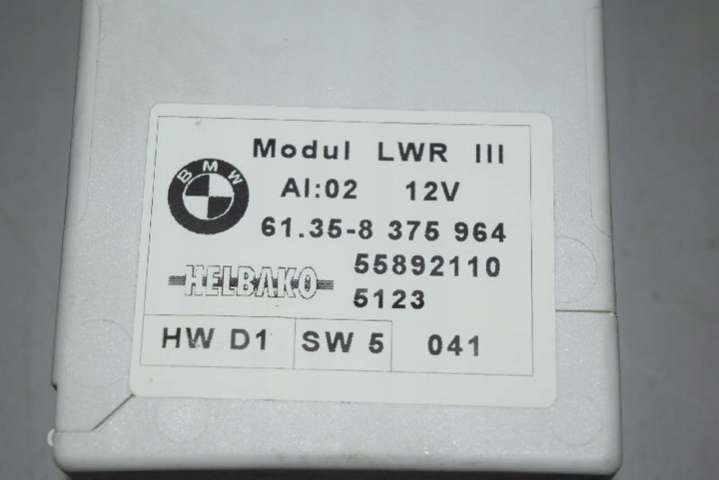 Modul LWR III
BMW
AI:02 12V
61.35-8 375 964
55892110
HELBAKO
5123
HW D1 SW 5 041